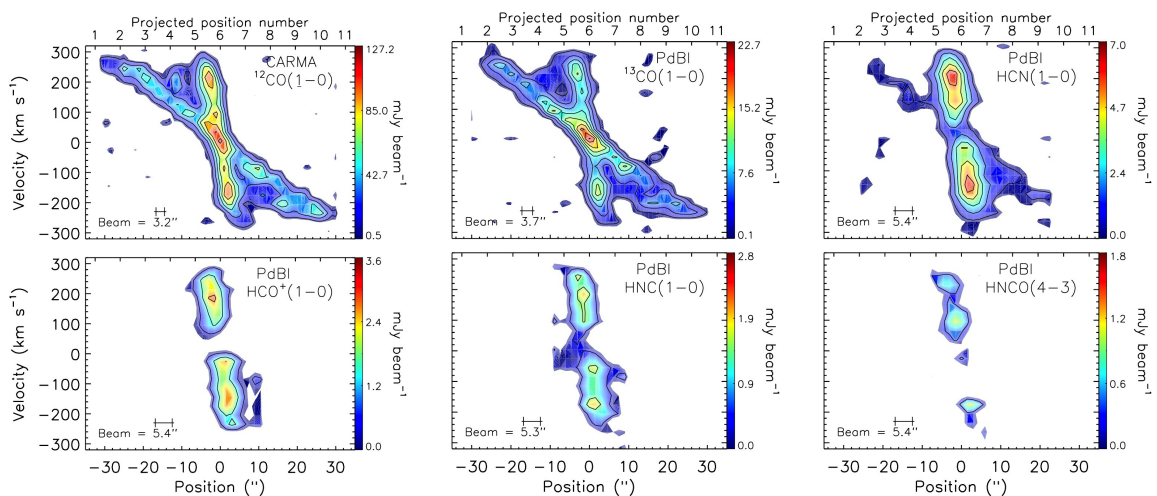 Projected position number
1 2 3 4 5 6 7 8 9 10 11
CARMA
¹²CO(1−0)
Velocity (km s⁻¹)
300
200
100
0
−100
−200
−300
Beam = 3.2"
127.2
85.0
42.7
0.5
mJy beam⁻¹
Projected position number
1 2 3 4 5 6 7 8 9 10 11
PdBI
¹³CO(1−0)
Beam = 3.7"
22.7
15.2
7.6
0.1
mJy beam⁻¹
Projected position number
1 2 3 4 5 6 7 8 9 10 11
PdBI
HCN(1−0)
Beam = 5.4"
7.0
4.7
2.4
0.0
mJy beam⁻¹
PdBI
HCO⁺(1−0)
Velocity (km s⁻¹)
300
200
100
0
−100
−200
−300
Beam = 5.4"
3.6
2.4
1.2
0.0
mJy beam⁻¹
−30 −20 −10 0 10 20 30
Position (")
PdBI
HNC(1−0)
Beam = 5.3"
2.8
1.9
0.9
0.0
mJy beam⁻¹
−30 −20 −10 0 10 20 30
Position (")
PdBI
HNCO(4−3)
Beam = 5.4"
1.8
1.2
0.6
0.0
mJy beam⁻¹
−30 −20 −10 0 10 20 30
Position (")